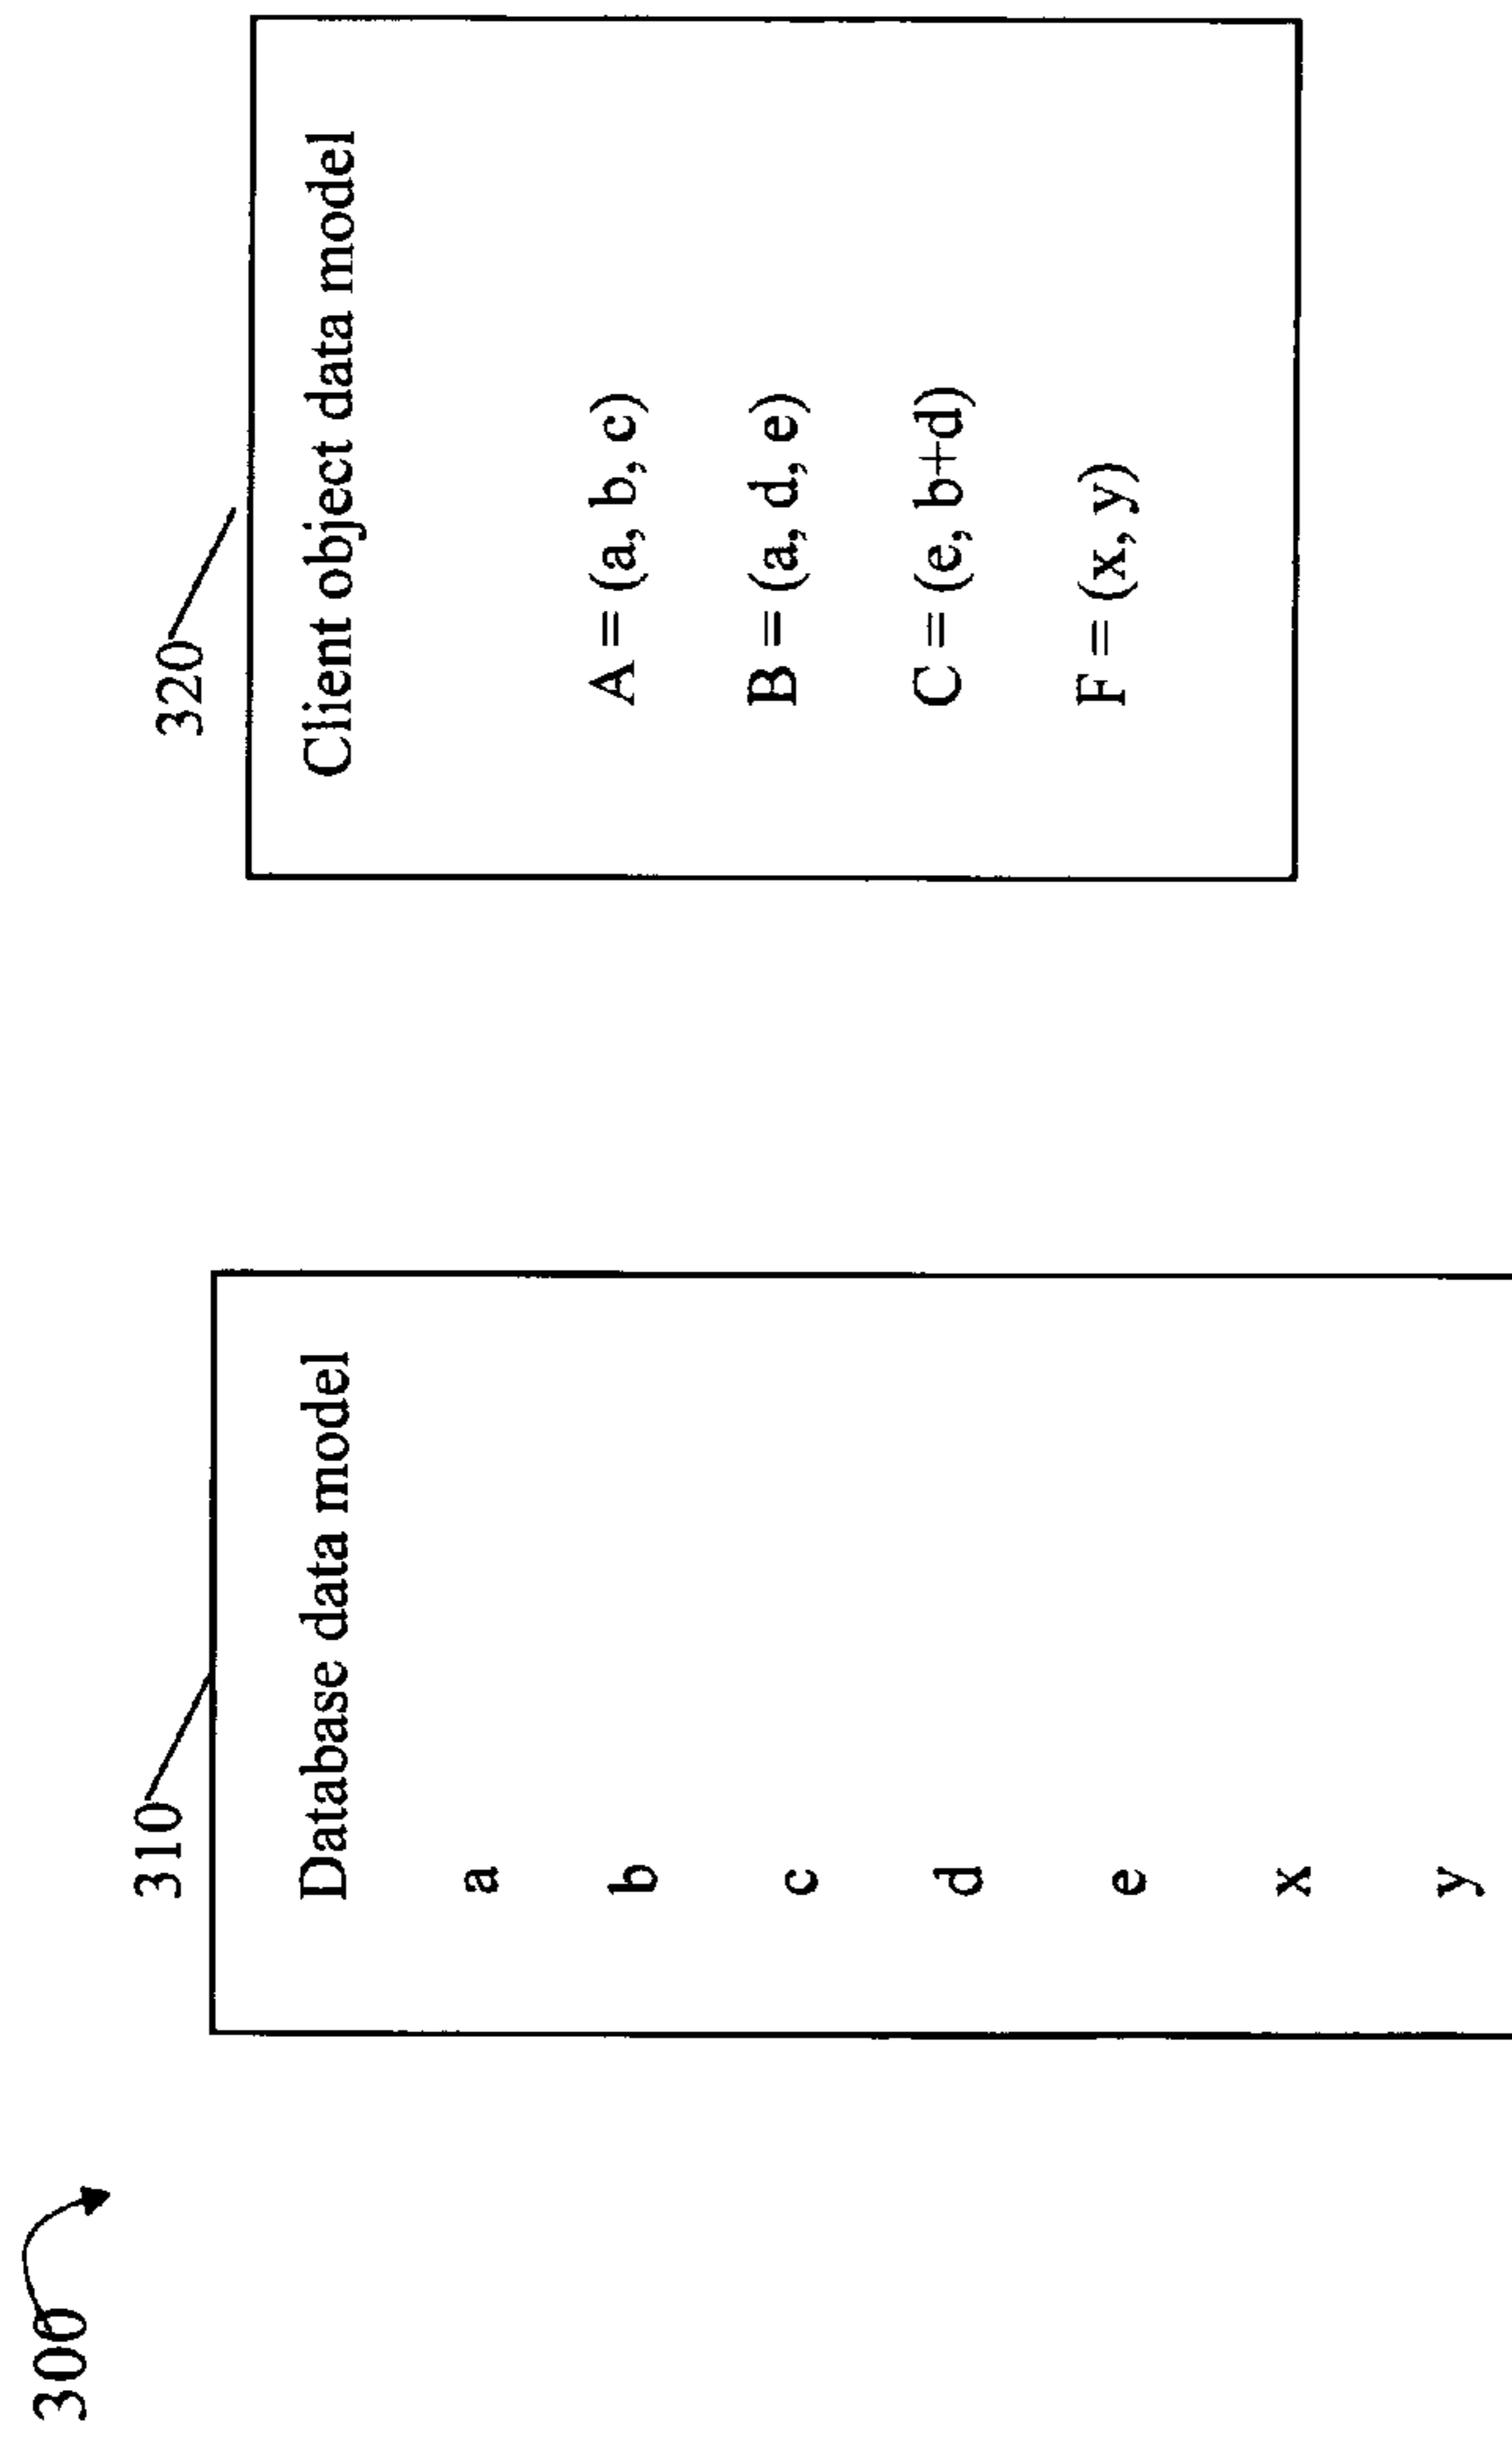 300
310
Database data model
a
b
c
d
e
x
y
320
Client object data model
A = (a, b, c)
B = (a, d, e)
C = (e, b+d)
F = (x, y)